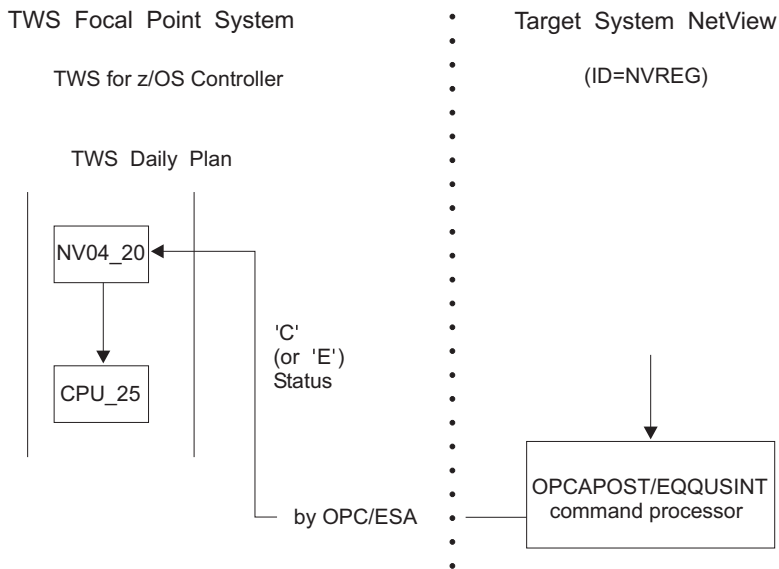 TWS Focal Point System
Target System NetView
TWS for z/OS Controller
(ID=NVREG)
TWS Daily Plan
NV04_20
'C'
(or 'E')
Status
CPU_25
OPCAPOST/EQQUSINT
command processor
by OPC/ESA